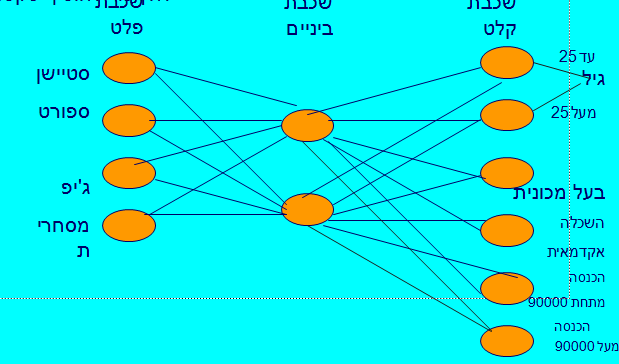 שכבת
קלט
שכבת
ביניים
שכבת
פלט
עד 25
גיל
מעל 25
בעל מכונית
השכלה
אקדמאית
הכנסה
מתחת 90000
הכנסה
מעל 90000
סטיישן
ספורט
ג'יפ
מסחרי
ת